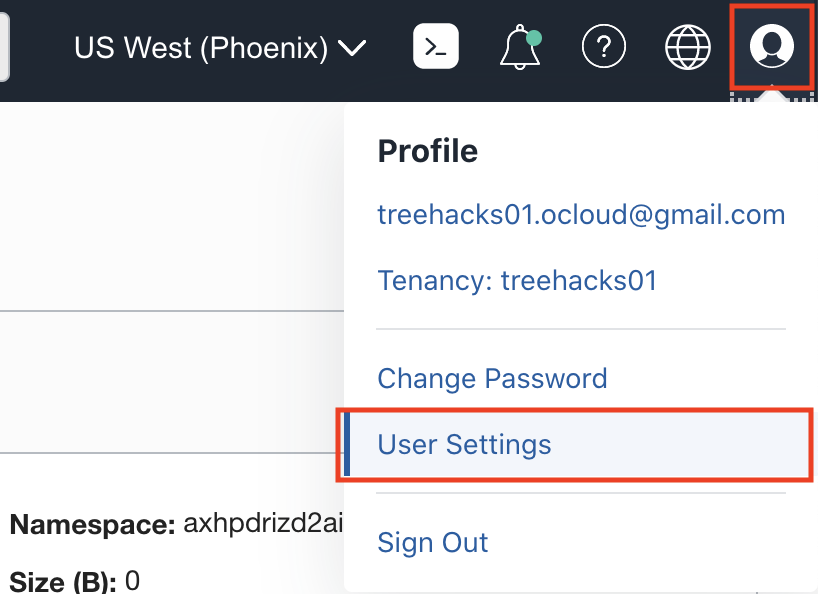 US West (Phoenix)
Profile
treehacks01.ocloud@gmail.com
Tenancy: treehacks01
Change Password
User Settings
Namespace: axhpdrizd2ai
Sign Out
Size (B): 0